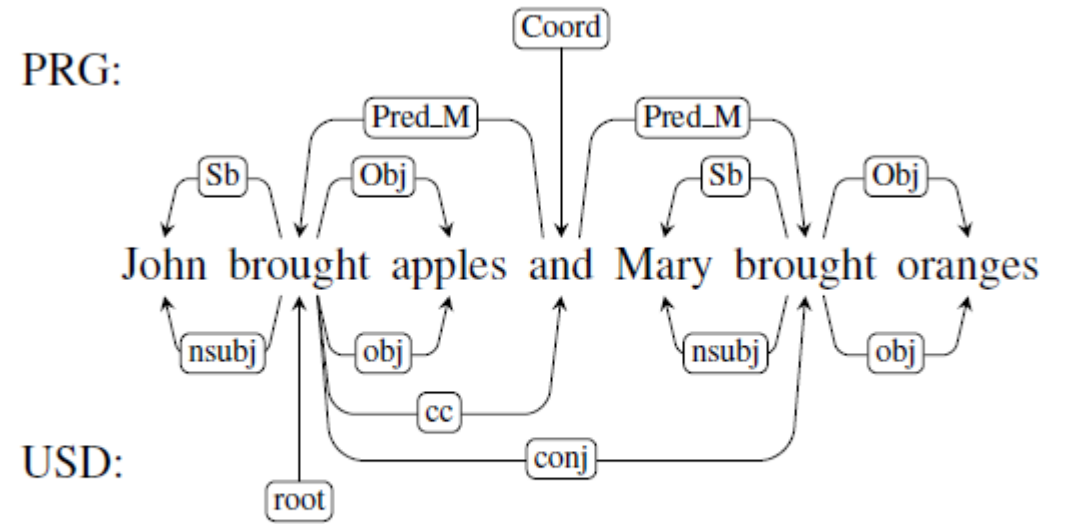 Coord
PRG:
Pred_M Pred_M
Sb Obj Sb Obj
John brought apples and Mary brought oranges
nsubj obj nsubj obj
cc
USD:
conj
root